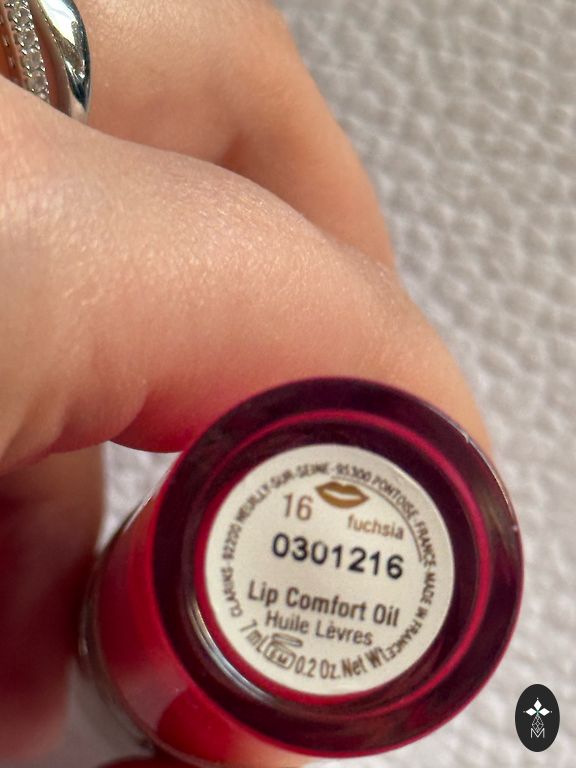 CLARINS-92200 NEUILLY-SUR-SEINE-95300 PONTOISE-FRANCE-MADE IN FRANCE
16
fuchsia
0301216
Lip Comfort Oil
Huile Lèvres
7 mL 0.2 Oz. Net Wt.